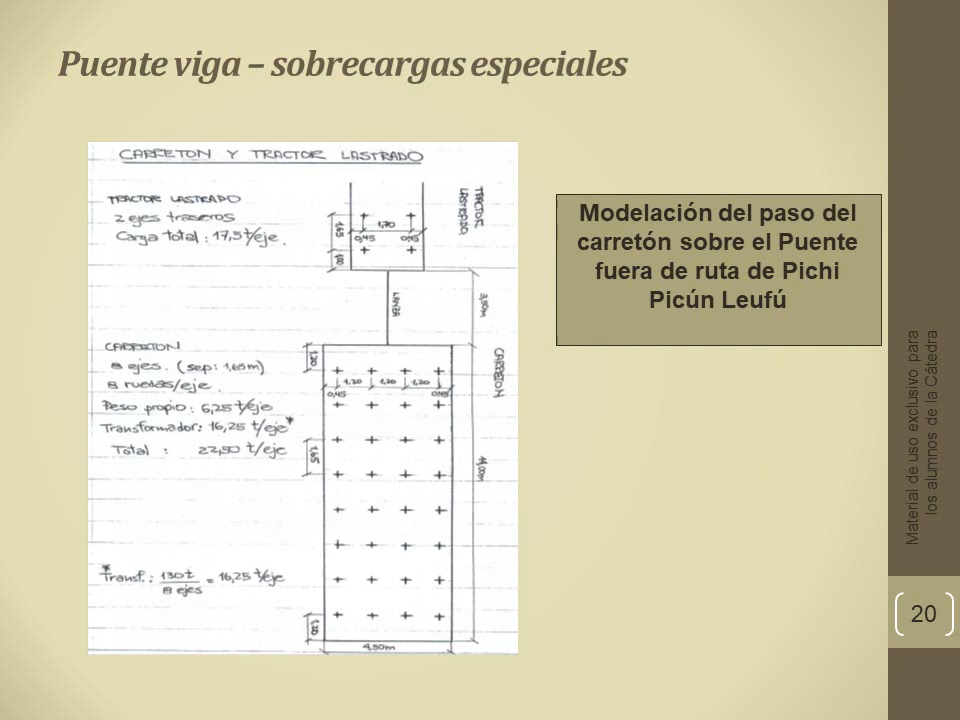 Puente viga – sobrecargas especiales
CARRETON Y TRACTOR LASTRADO
TRACTOR LASTRADO
2 ejes traseros
Carga total: 17,5 t/eje.
TRACTOR
LASTRADO
1,65
1,70
0,45
0,45
1,00
LANZA
3,50m
CARRETON
8 ejes. (sep: 1,65m)
8 ruedas/eje.
Peso propio: 6,25 t/eje
Transformador: 16,25 t/eje*
Total : 22,50 t/eje
1,20
CARRETON
1,20
1,20
1,20
0,45
0,45
1,65
11,00m
*Transf.: 130t / 8 ejes = 16,25 t/eje
1,20
4,50m
Modelación del paso del
carretón sobre el Puente
fuera de ruta de Pichi
Picún Leufú
Material de uso exclusivo para
los alumnos de la Cátedra
20